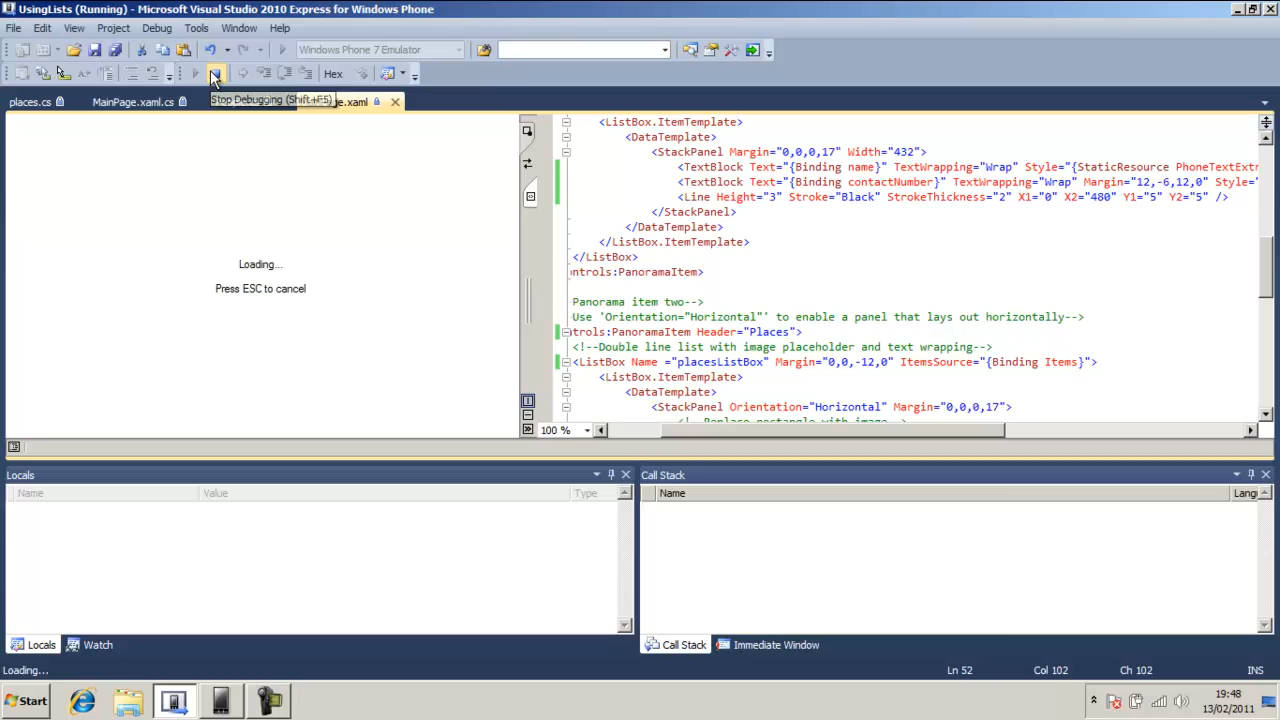 UsingLists (Running) - Microsoft Visual Studio 2010 Express for Windows Phone
File Edit View Project Debug Tools Window Help
Windows Phone 7 Emulator
Hex
places.cs MainPage.xaml.cs ge.xaml
Stop Debugging (Shift+F5)
<ListBox.ItemTemplate>
<DataTemplate>
<StackPanel Margin="0,0,0,17" Width="432">
<TextBlock Text="{Binding name}" TextWrapping="Wrap" Style="{StaticResource PhoneTextExtr
<TextBlock Text="{Binding contactNumber}" TextWrapping="Wrap" Margin="12,-6,12,0" Style=
<Line Height="3" Stroke="Black" StrokeThickness="2" X1="0" X2="480" Y1="5" Y2="5" />
</StackPanel>
</DataTemplate>
</ListBox.ItemTemplate>
</ListBox>
ontrols:PanoramaItem>
Panorama item two-->
Use 'Orientation="Horizontal"' to enable a panel that lays out horizontally-->
trols:PanoramaItem Header="Places">
<!--Double line list with image placeholder and text wrapping-->
<ListBox Name ="placesListBox" Margin="0,0,-12,0" ItemsSource="{Binding Items}">
<ListBox.ItemTemplate>
<DataTemplate>
<StackPanel Orientation="Horizontal" Margin="0,0,0,17">
<!--Replace rectangle with image-->
Loading...
Press ESC to cancel
100 %
Locals
Name Value Type
Call Stack
Name Lang
Locals Watch
Call Stack Immediate Window
Loading... Ln 52 Col 102 Ch 102 INS
Start
19:48
13/02/2011